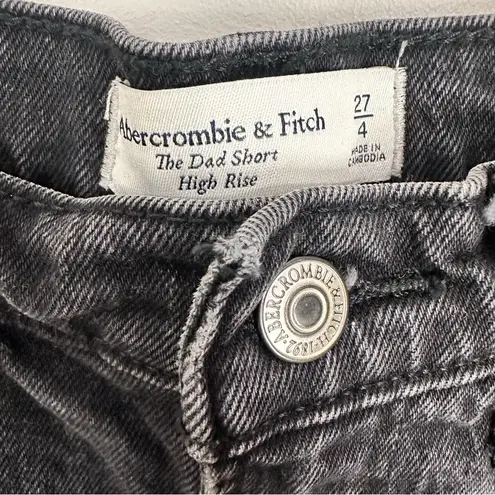 Abercrombie & Fitch
The Dad Short
High Rise
27
4
MADE IN
CAMBODIA
ABERCROMBIE & FITCH · 1892 ·